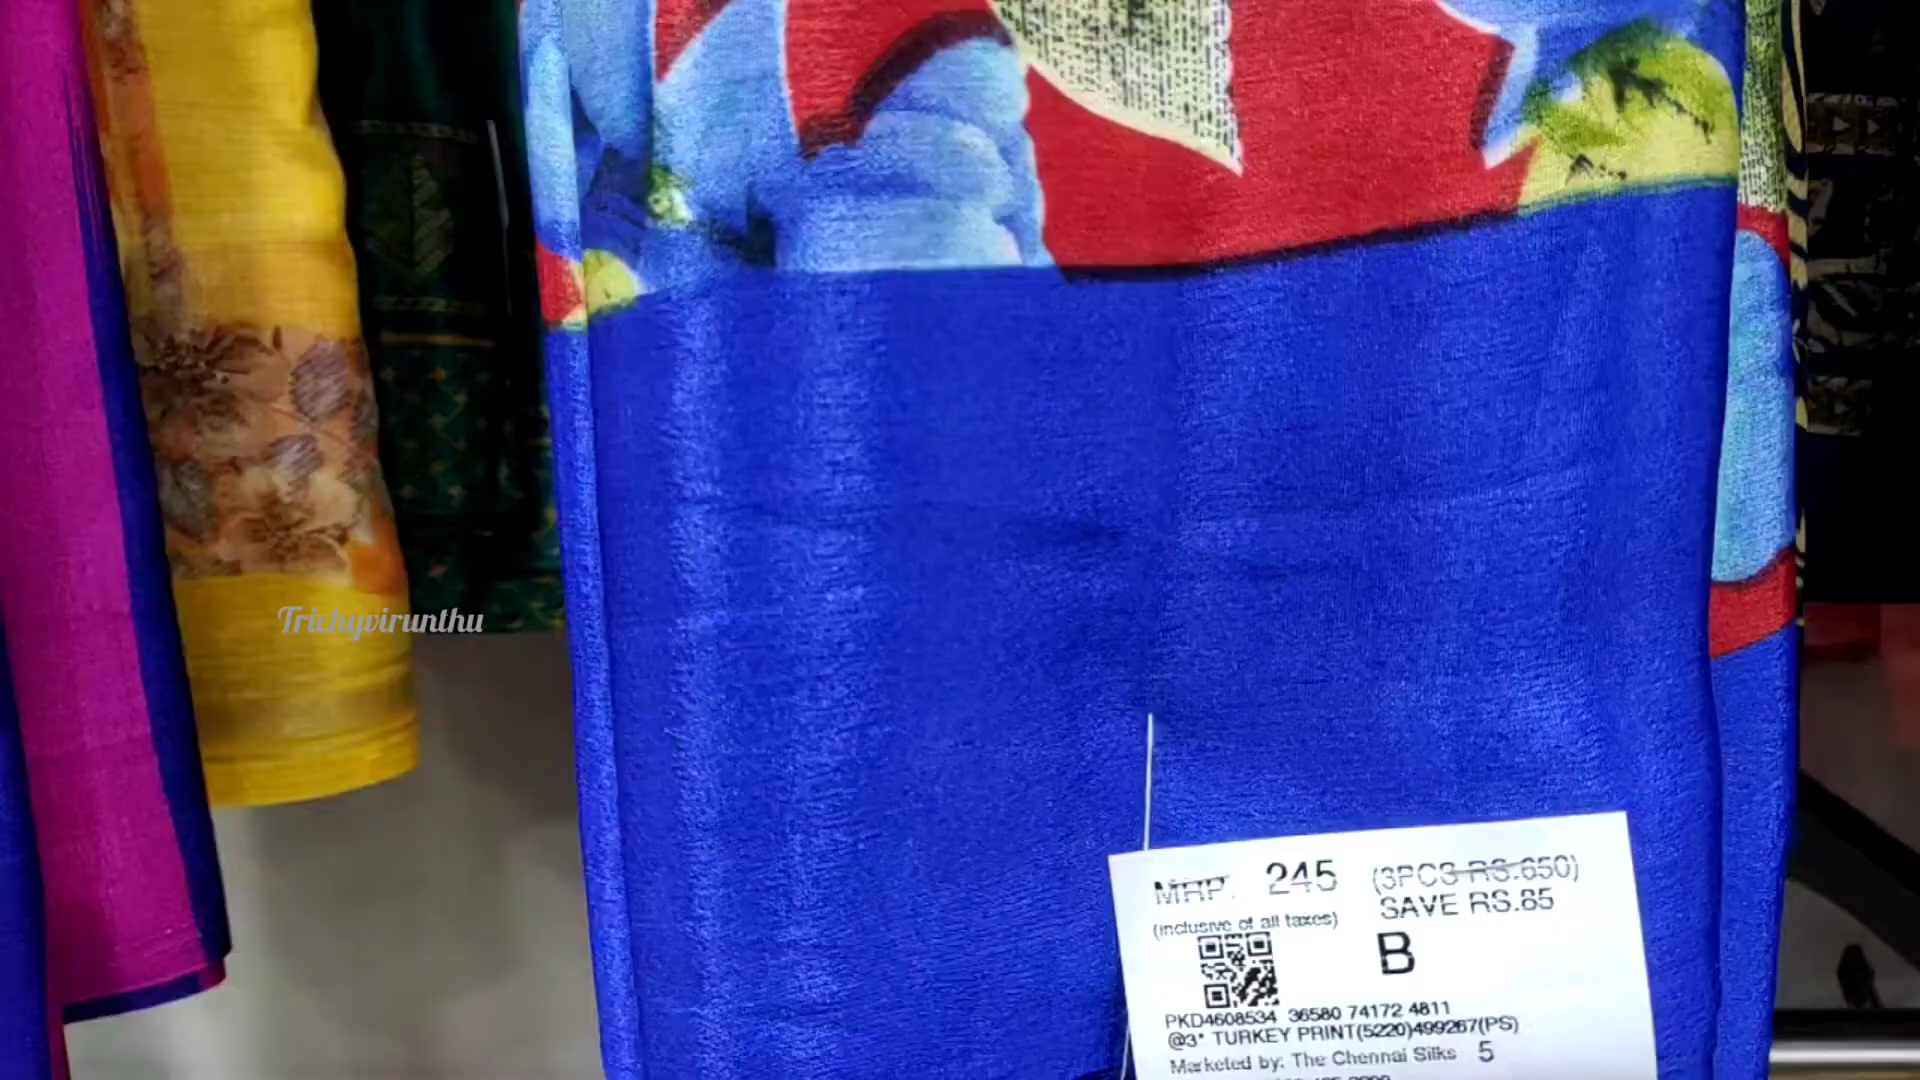 Trichyvirunthu
MRP. 245 (3PCS RS.650)
SAVE RS.85
(inclusive of all taxes)
B
PKD4608534 36580 74172 4811
@3* TURKEY PRINT(5220)499267(PS)
Marketed by: The Chennai Silks 5